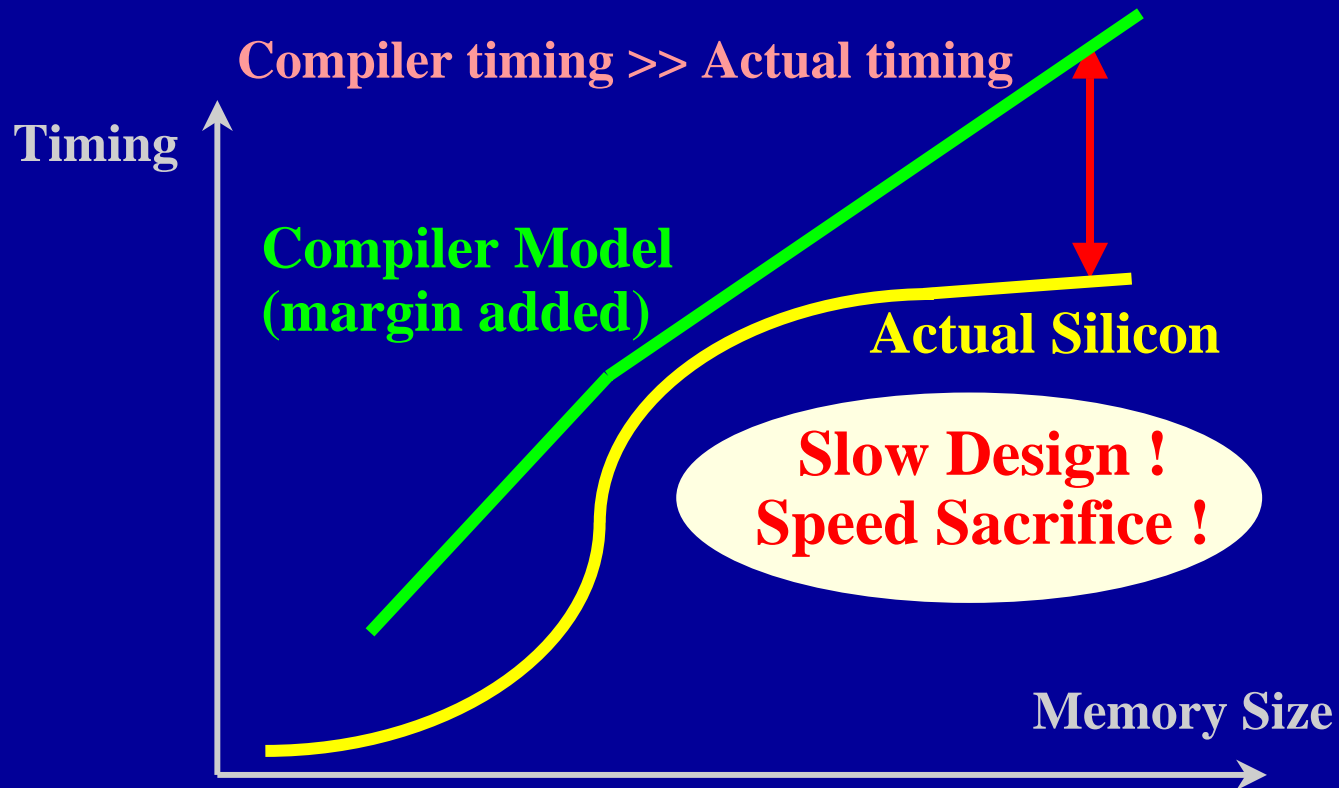 Compiler timing >> Actual timing
Timing
Compiler Model
(margin added)
Actual Silicon
Slow Design !
Speed Sacrifice !
Memory Size